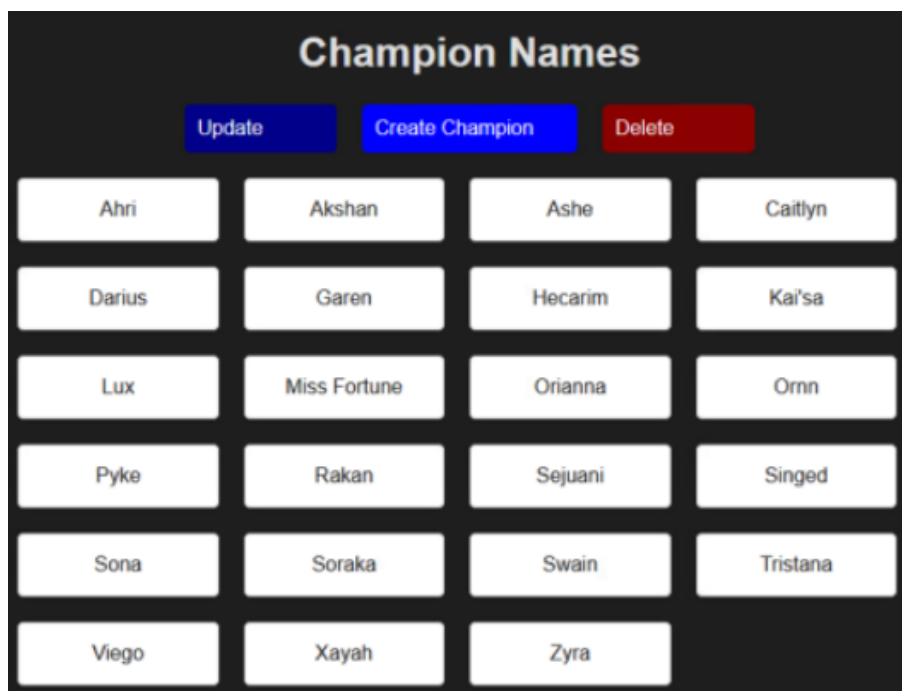 Champion Names
Update Create Champion Delete
Ahri Akshan Ashe Caitlyn
Darius Garen Hecarim Kai'sa
Lux Miss Fortune Orianna Ornn
Pyke Rakan Sejuani Singed
Sona Soraka Swain Tristana
Viego Xayah Zyra